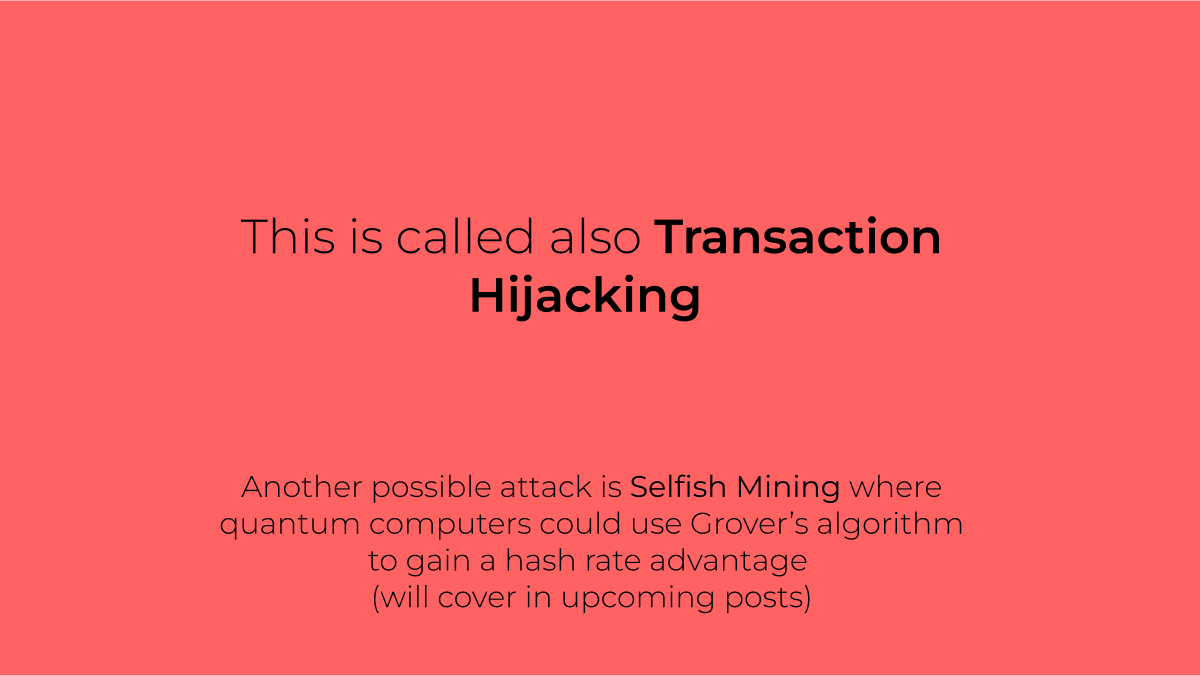 This is called also Transaction
Hijacking
Another possible attack is Selfish Mining where
quantum computers could use Grover’s algorithm
to gain a hash rate advantage
(will cover in upcoming posts)